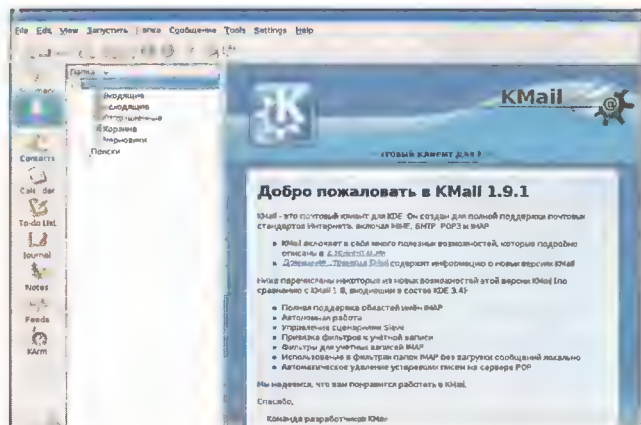 File Edit View Запустить Папка Сообщение Tools Settings Help
Папка
Входящие
Исходящие
Отправленные
Корзина
Черновики
Поиски
Contacts
To-do List
Journal
Notes
Feeds
KArm
KMail
Добро пожаловать в KMail 1.9.1
KMail - это почтовый клиент для KDE. Он создан для полной поддержки почтовых
стандартов Интернета, включая MIME, SMTP, POP3 и IMAP
KMail включает в себя много полезных возможностей, которые подробно
описаны в
содержит информацию о новых версиях KMail
Ниже перечислены некоторые из новых возможностей этой версии KMail (по
сравнению с KMail 1.8, входившим в состав KDE 3.4):
Полная поддержка областей имён IMAP
Автономная работа
Управление сценариями Sieve
Привязка фильтров к учётной записи
Фильтры для учётных записей IMAP
Использование в фильтрах папок IMAP без загрузки сообщений локально
Автоматическое удаление устаревших писем на сервере POP
Мы надеемся, что вам понравится работать в KMail.
Спасибо,
Команда разработчиков KMail